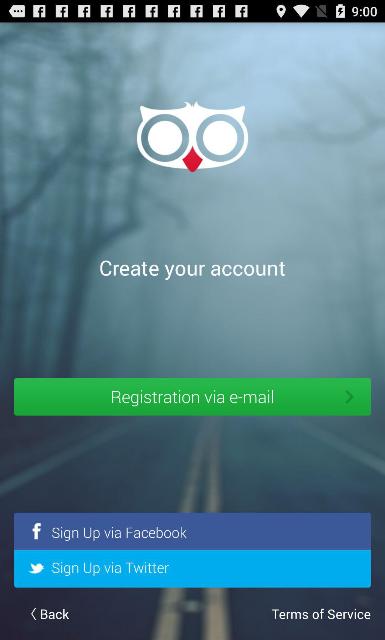 9:00
Create your account
Registration via e-mail
Sign Up via Facebook
Sign Up via Twitter
Back
Terms of Service